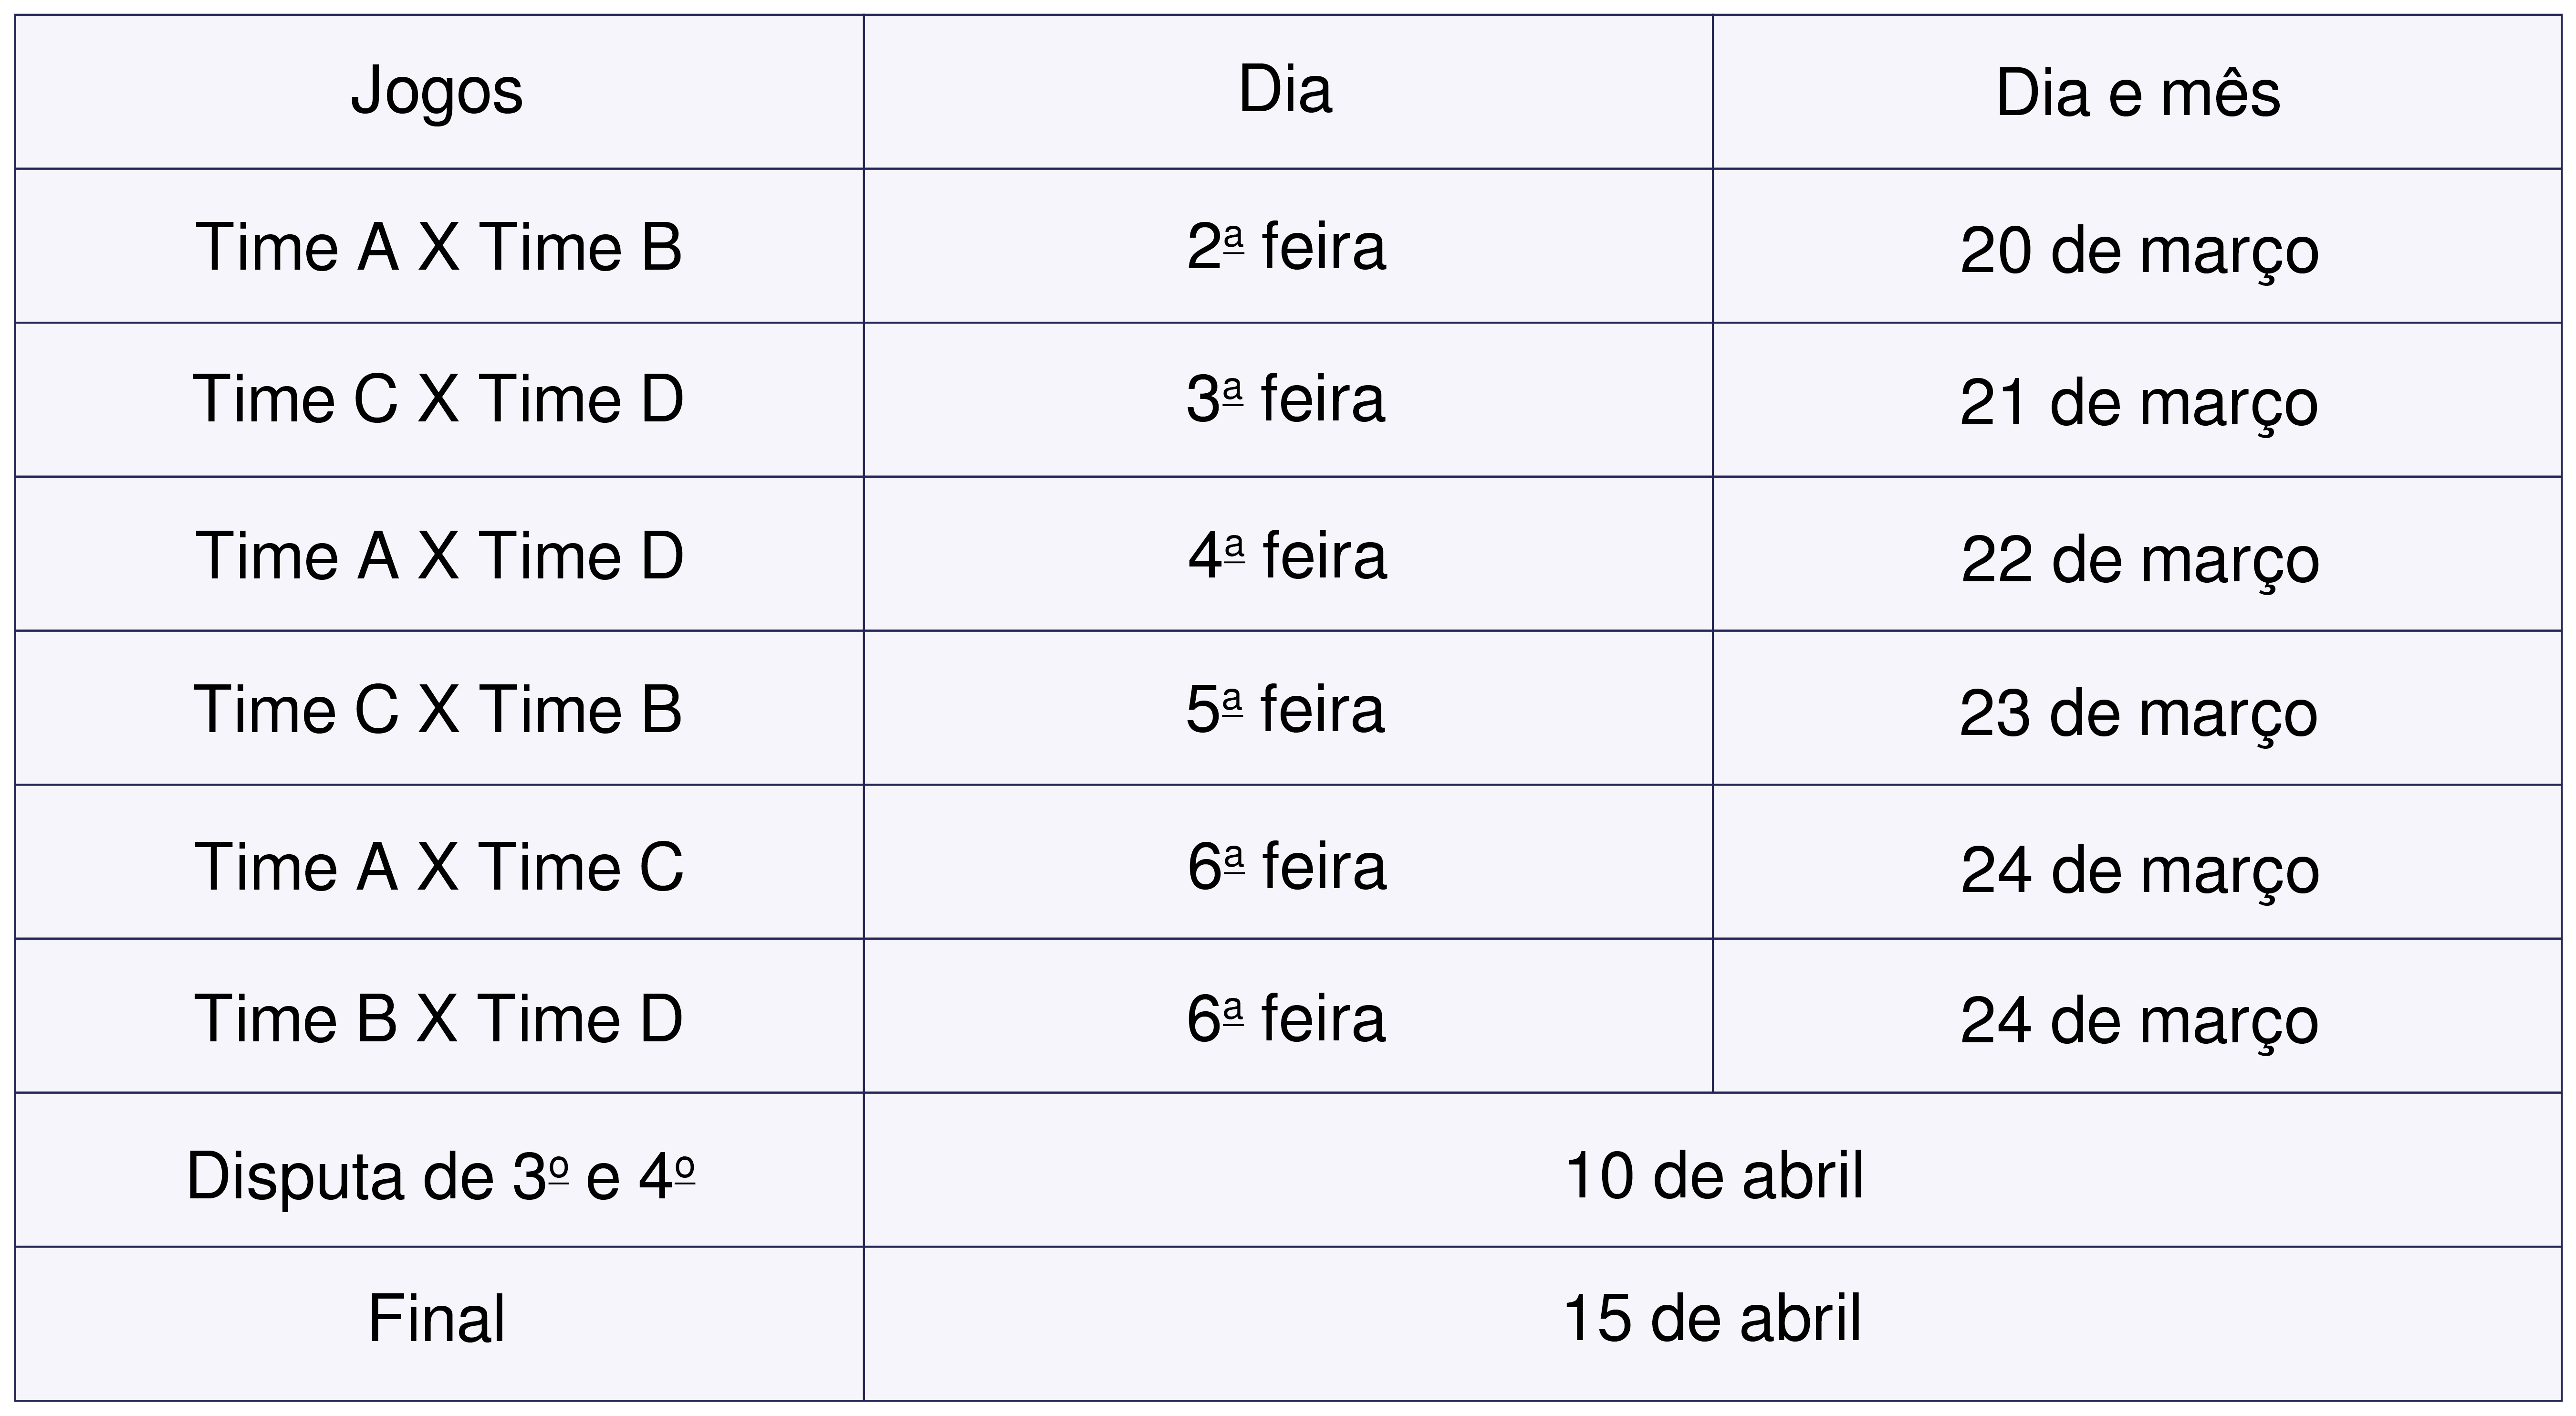 Jogos Dia Dia e mês
Time A X Time B 2ª feira 20 de março
Time C X Time D 3ª feira 21 de março
Time A X Time D 4ª feira 22 de março
Time C X Time B 5ª feira 23 de março
Time A X Time C 6ª feira 24 de março
Time B X Time D 6ª feira 24 de março
Disputa de 3º e 4º 10 de abril
Final 15 de abril